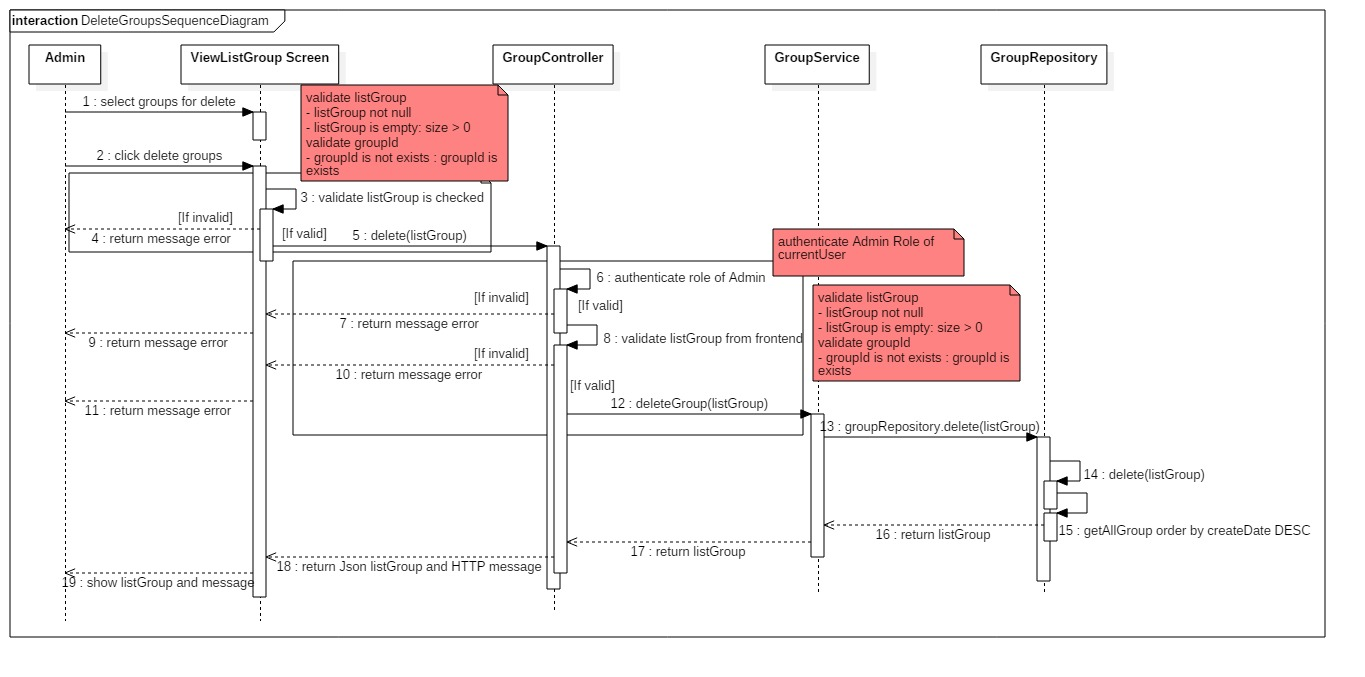 interaction DeleteGroupsSequenceDiagram
Admin
ViewListGroup Screen
GroupController
GroupService
GroupRepository
1 : select groups for delete
validate listGroup
- listGroup not null
- listGroup is empty: size > 0
validate groupId
- groupId is not exists : groupId is
exists
2 : click delete groups
3 : validate listGroup is checked
[If invalid]
4 : return message error
[If valid]
5 : delete(listGroup)
authenticate Admin Role of
currentUser
6 : authenticate role of Admin
[If invalid]
[If valid]
7 : return message error
validate listGroup
- listGroup not null
- listGroup is empty: size > 0
validate groupId
- groupId is not exists : groupId is
exists
9 : return message error
8 : validate listGroup from frontend
[If invalid]
10 : return message error
[If valid]
11 : return message error
12 : deleteGroup(listGroup)
13 : groupRepository.delete(listGroup)
14 : delete(listGroup)
15 : getAllGroup order by createDate DESC
16 : return listGroup
17 : return listGroup
18 : return Json listGroup and HTTP message
19 : show listGroup and message